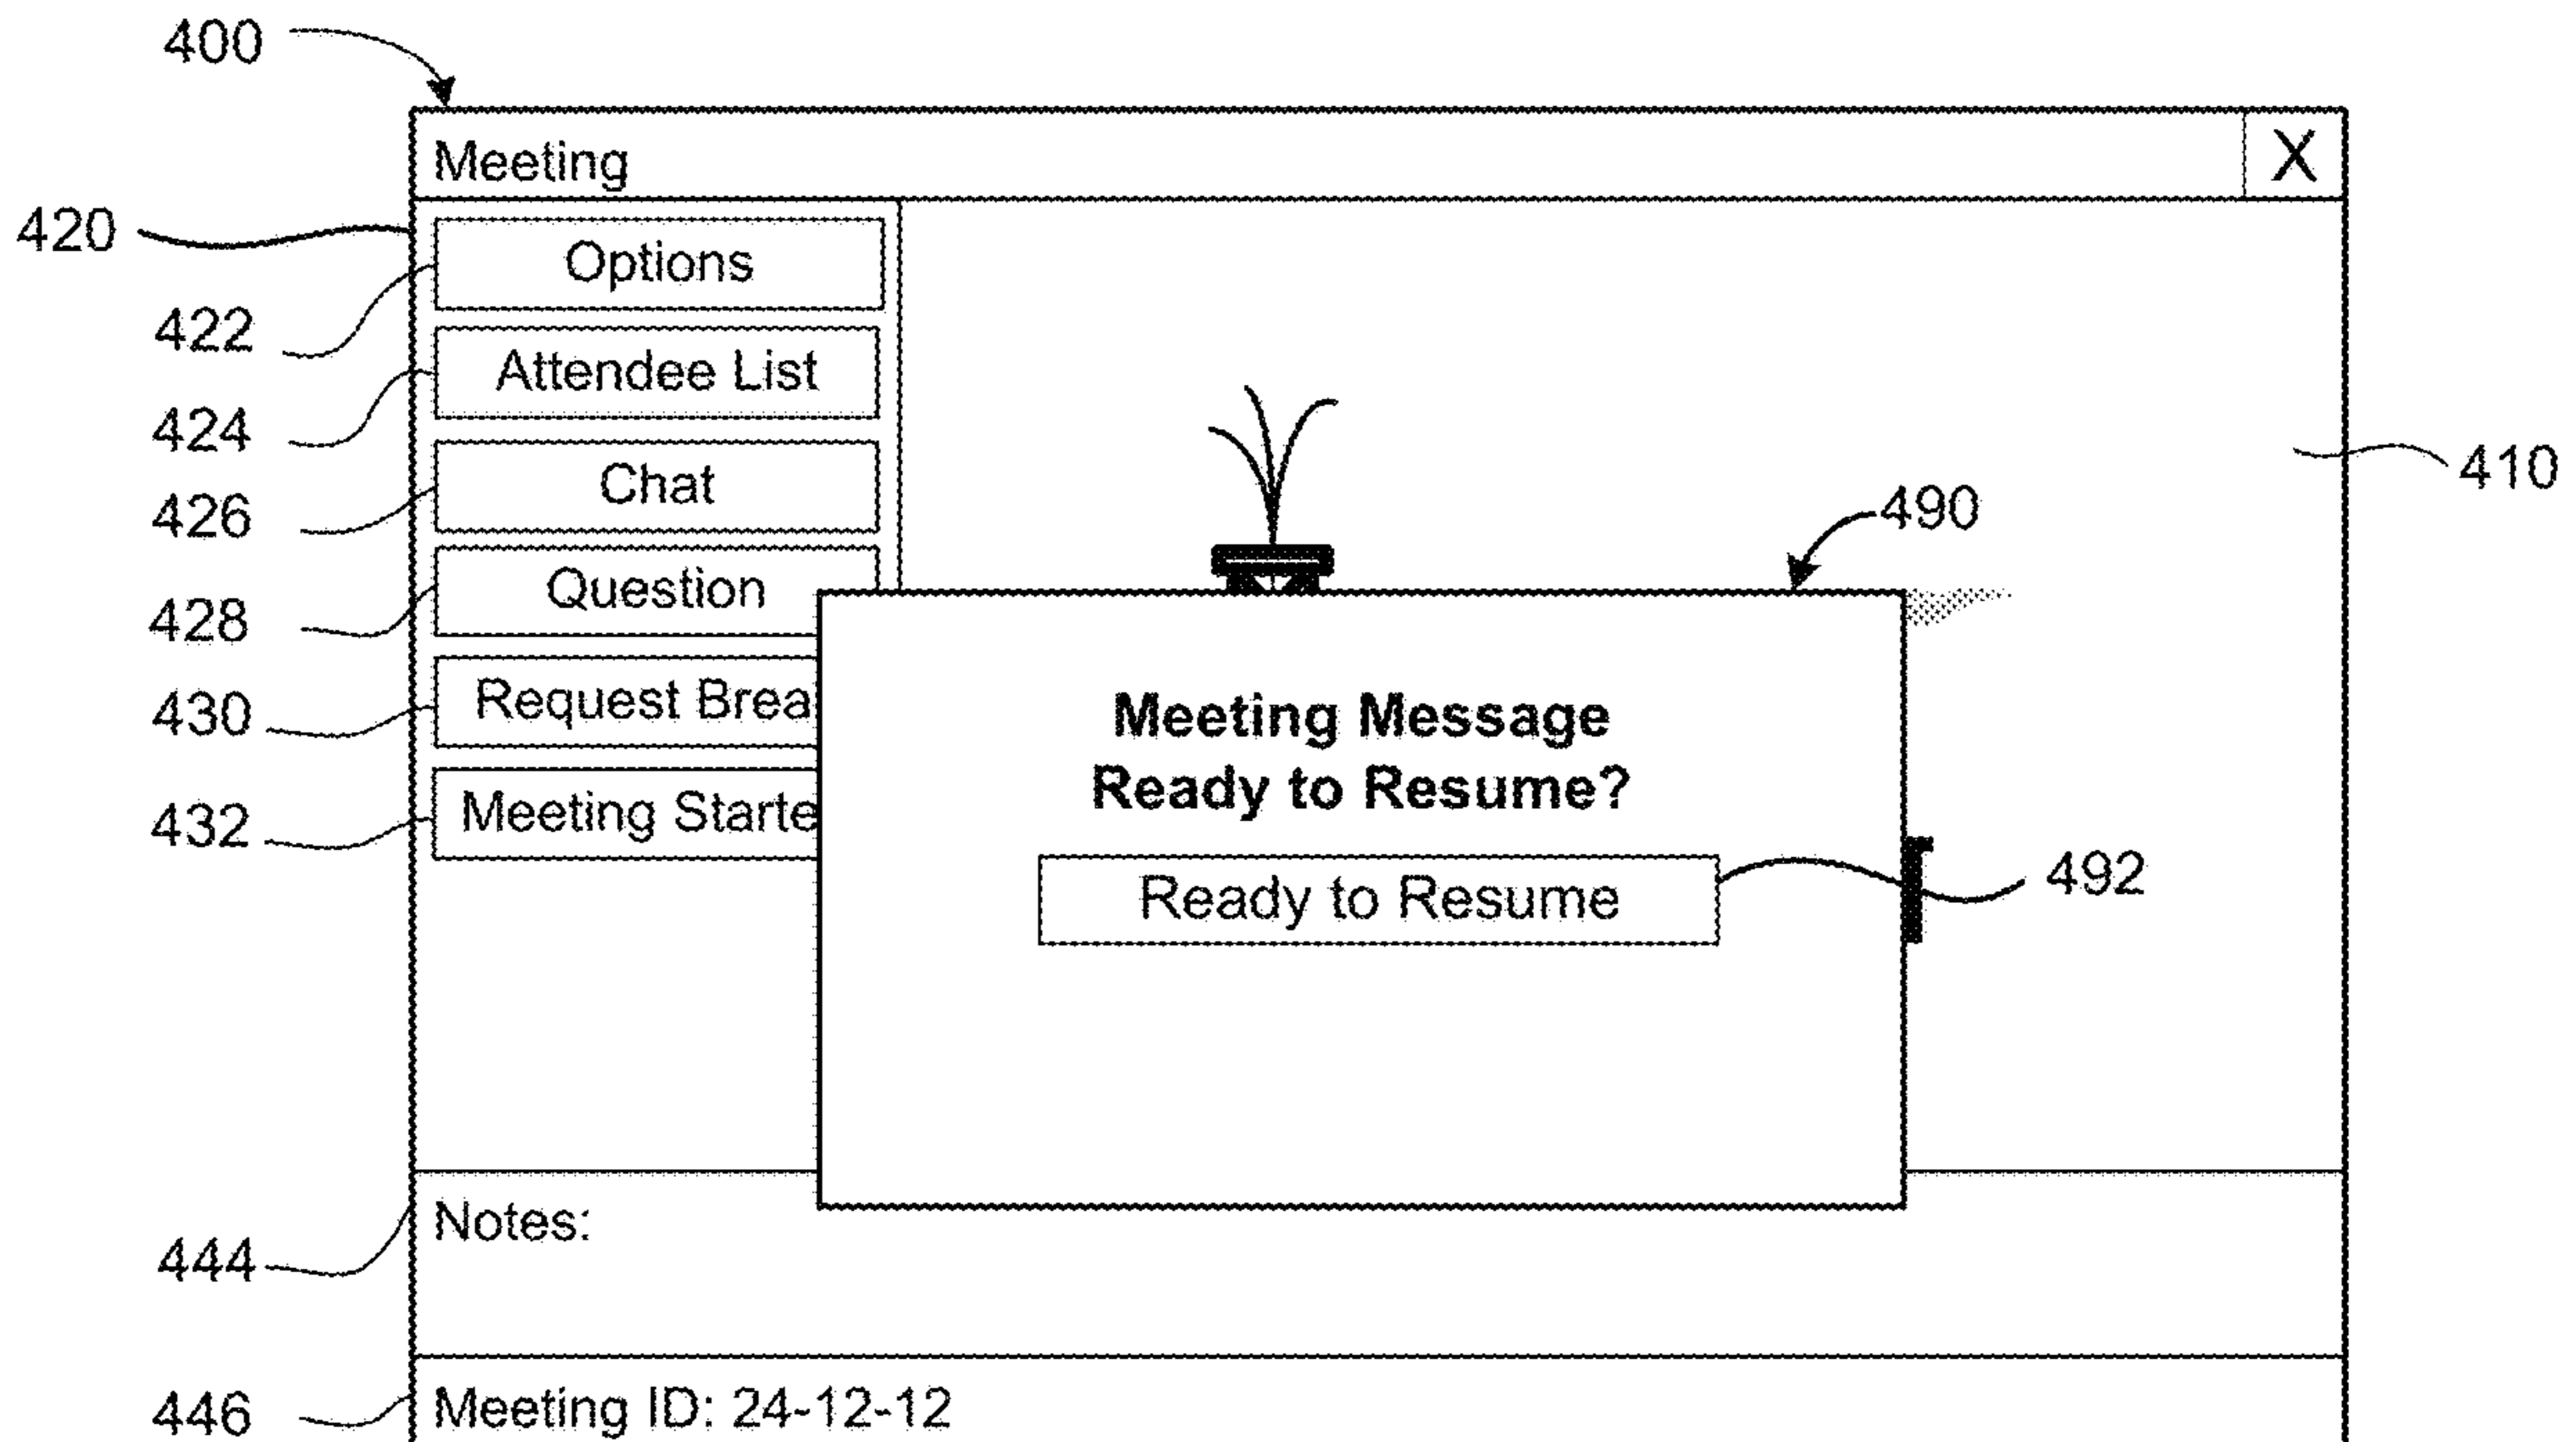 400
Meeting X
420
Options
422
Attendee List
424
Chat
426
410
490
Question
428
Request Brea
430
Meeting Message
Ready to Resume?
Meeting Starte
432
Ready to Resume
492
Notes:
444
Meeting ID: 24-12-12
446